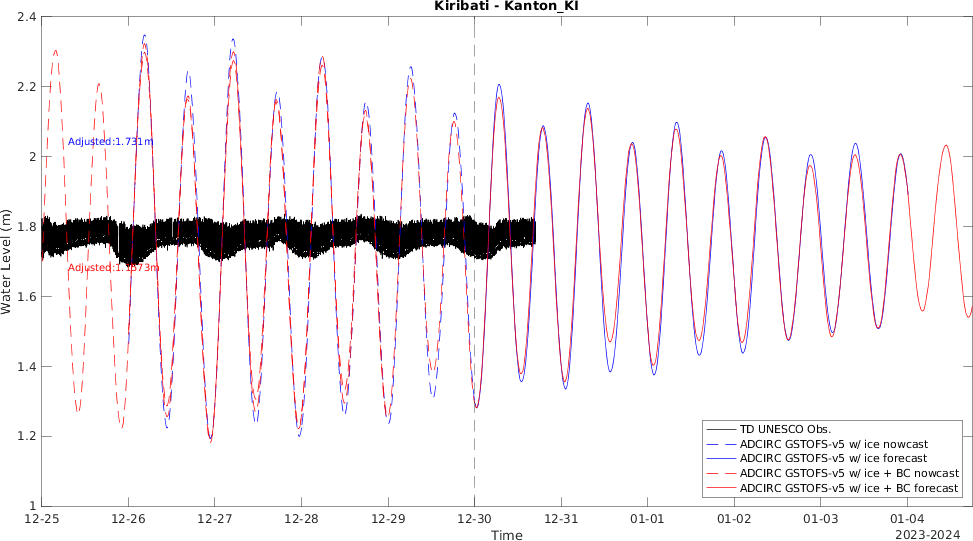 Kiribati - Kanton_KI
2.4
2.2
2
1.8
1.6
1.4
1.2
1
Water Level (m)
Adjusted:1.731m
TD UNESCO Obs.
ADCIRC GSTOFS-v5 w/ ice nowcast
ADCIRC GSTOFS-v5 w/ ice forecast
ADCIRC GSTOFS-v5 w/ ice + BC nowcast
ADCIRC GSTOFS-v5 w/ ice + BC forecast
12-25 12-26 12-27 12-28 12-29 12-30 12-31 01-01 01-02 01-03 01-04
Time
2023-2024